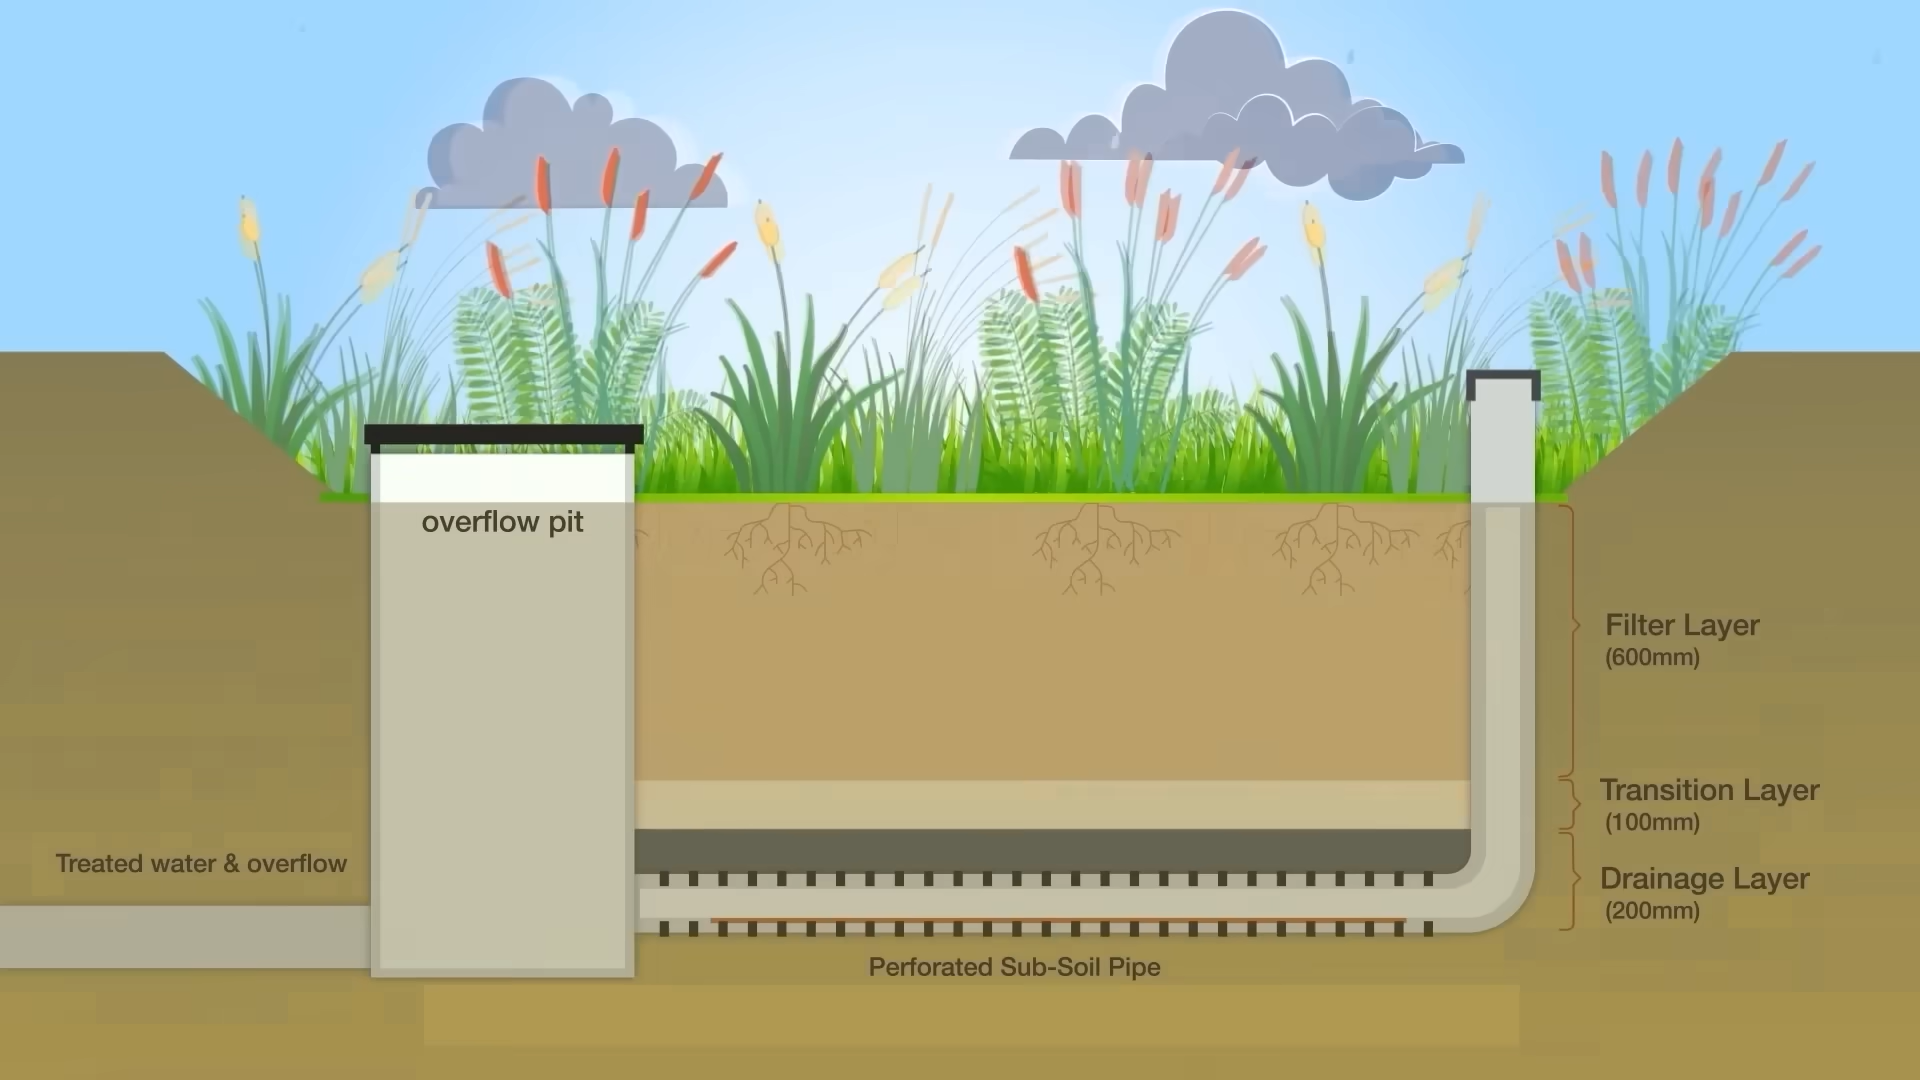 overflow pit
Filter Layer
(600mm)
Transition Layer
(100mm)
Treated water & overflow
Drainage Layer
(200mm)
Perforated Sub-Soil Pipe